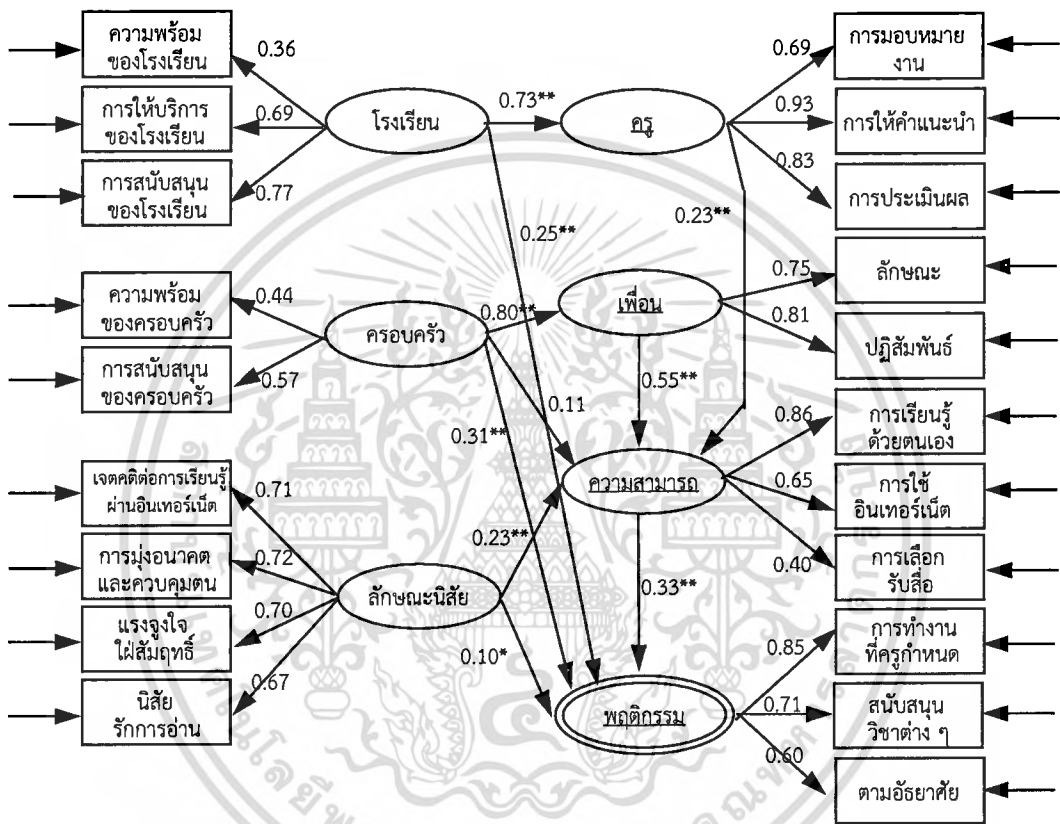 ความพร้อม
ของโรงเรียน
0.36
การให้บริการ
ของโรงเรียน
0.69
การสนับสนุน
ของโรงเรียน
0.77
โรงเรียน
0.73**
ครู
0.69
การมอบหมาย
งาน
0.93
การให้คำแนะนำ
0.83
การประเมินผล
0.23**
0.25**
ความพร้อม
ของครอบครัว
0.44
การสนับสนุน
ของครอบครัว
0.57
ครอบครัว
0.80**
เพื่อน
0.75
ลักษณะ
0.81
ปฏิสัมพันธ์
0.55**
0.11
0.31**
เจตคติต่อการเรียนรู้
ผ่านอินเทอร์เน็ต
0.71
การมุ่งอนาคต
และควบคุมตน
0.72
แรงจูงใจ
ใฝ่สัมฤทธิ์
0.70
นิสัย
รักการอ่าน
0.67
ลักษณะนิสัย
0.23**
0.10*
ความสามารถ
0.86
การเรียนรู้
ด้วยตนเอง
0.65
การใช้
อินเทอร์เน็ต
0.40
การเลือก
รับสื่อ
0.33**
พฤติกรรม
0.85
การทำงาน
ที่ครูกำหนด
0.71
สนับสนุน
วิชาต่าง ๆ
0.60
ตามอัธยาศัย